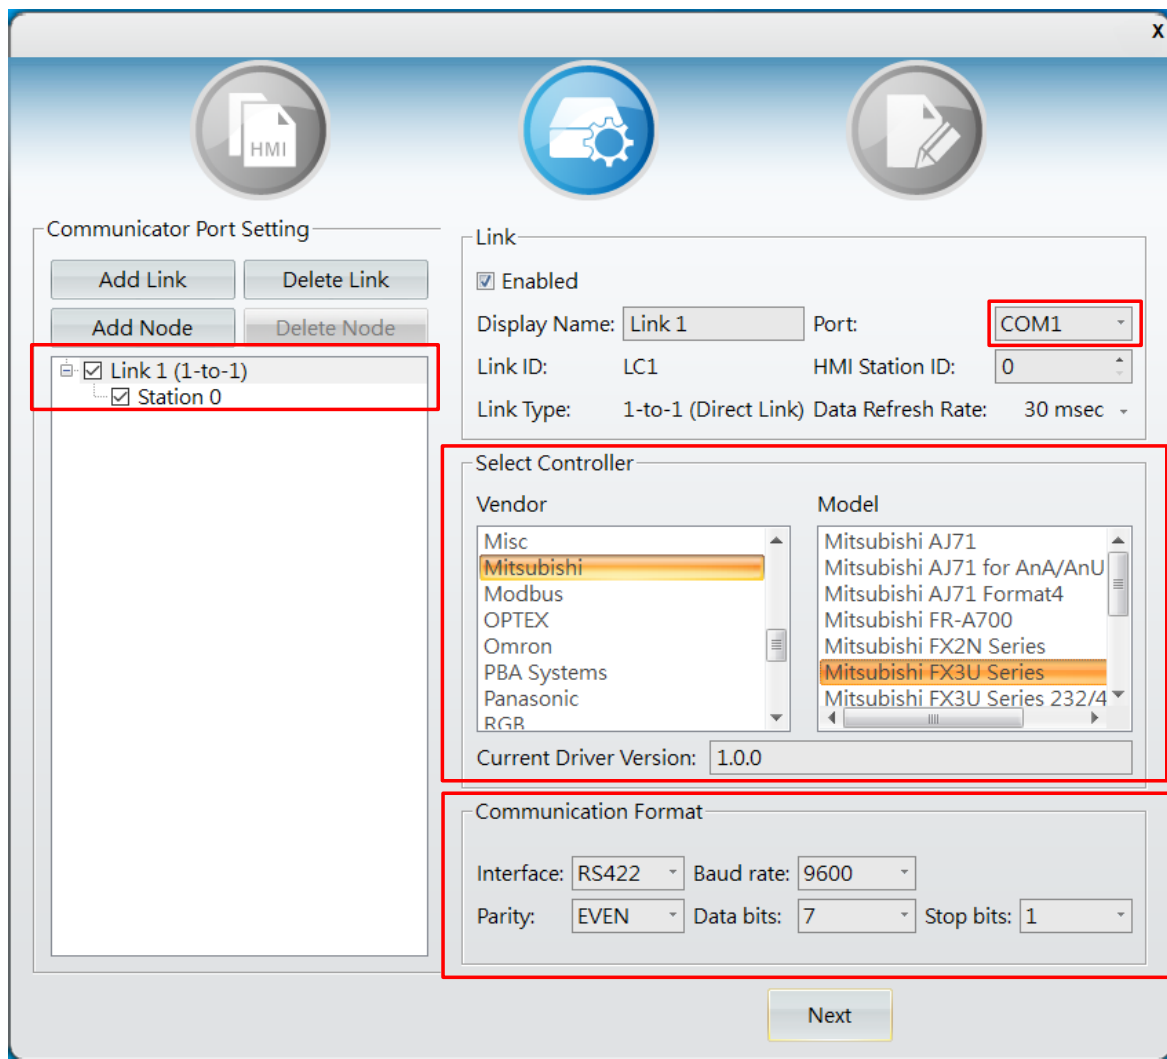 X
HMI
Communicator Port Setting
Add Link Delete Link
Add Node Delete Node
Link 1 (1-to-1)
Station 0
Link
Enabled
Display Name: Link 1 Port: COM1
Link ID: LC1 HMI Station ID: 0
Link Type: 1-to-1 (Direct Link) Data Refresh Rate: 30 msec
Select Controller
Vendor
Misc
Mitsubishi
Modbus
OPTEX
Omron
PBA Systems
Panasonic
RGB
Model
Mitsubishi AJ71
Mitsubishi AJ71 for AnA/AnU
Mitsubishi AJ71 Format4
Mitsubishi FR-A700
Mitsubishi FX2N Series
Mitsubishi FX3U Series
Mitsubishi FX3U Series 232/4
Current Driver Version: 1.0.0
Communication Format
Interface: RS422 Baud rate: 9600
Parity: EVEN Data bits: 7 Stop bits: 1
Next